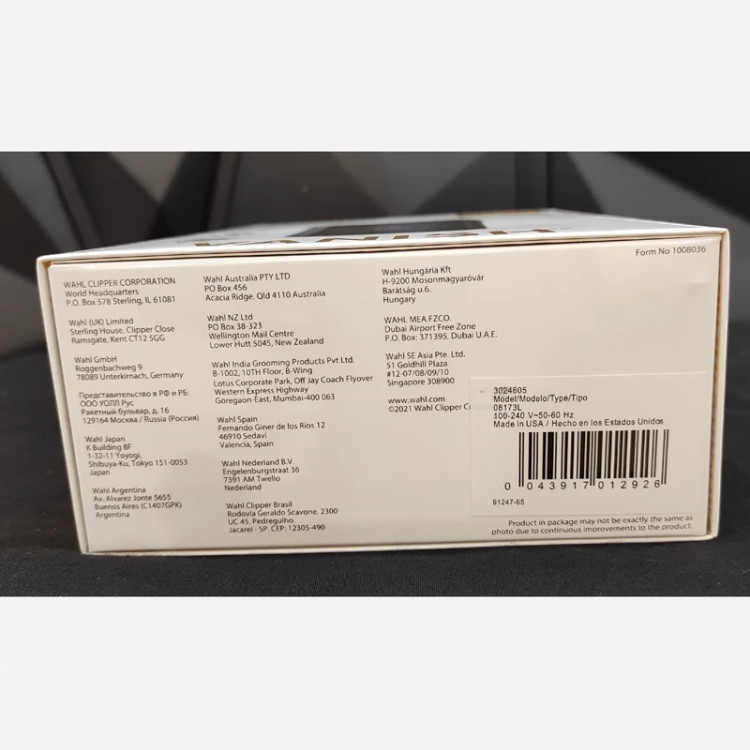 VANISH
Form No 1008036
WAHL CLIPPER CORPORATION
World Headquarters
P.O. Box 578 Sterling, IL 61081
Wahl (UK) Limited
Sterling House, Clipper Close
Ramsgate, Kent CT12 5GG
Wahl GmbH
Roggenbachweg 9
78089 Unterkirnach, Germany
Представительство в РФ и РБ:
ООО УОЛЛ Рус
Ракетный бульвар, д. 16
129164 Москва / Russia (Россия)
Wahl Japan
K Building 8F
1-32-11 Yoyogi,
Shibuya-Ku, Tokyo 151-0053
Japan
Wahl Argentina
Av. Alvarez Jonte 5655
Buenos Aires (C1407GPK)
Argentina
Wahl Australia PTY LTD
PO Box 456
Acacia Ridge, Qld 4110 Australia
Wahl NZ Ltd
PO Box 38-323
Wellington Mail Centre
Lower Hutt 5045, New Zealand
Wahl India Grooming Products Pvt Ltd.
B-1002, 10TH Floor, B-Wing
Lotus Corporate Park, Off Jay Coach Flyover
Western Express Highway
Goregaon-East, Mumbai-400 063
Wahl Spain
Fernando Giner de los Rios 12
46910 Sedavi
Valencia, Spain
Wahl Nederland B.V.
Engelenburgstraat 36
7391 AM Twello
Nederland
Wahl Clipper Brasil
Rodovia Geraldo Scavone, 2300
UC 45, Pedregulho,
Jacareí - SP, CEP: 12305-490
Wahl Hungária Kft
H-9200 Mosonmagyaróvár
Barátság u.6.
Hungary
WAHL MEA FZCO.
Dubai Airport Free Zone
P.O. Box: 371395, Dubai U.A.E.
Wahl SE Asia Pte. Ltd.
51 Goldhill Plaza
#12-07/08/09/10
Singapore 308900
www.wahl.com
©2021 Wahl Clipper
3024605
Model/Modelo/Type/Tipo
08173L
100-240 V~50-60 Hz
Made in USA / Hecho en los Estados Unidos
0 43917 01292 6
91247-65
Product in package may not be exactly the same as
photo due to continuous improvements to the product.